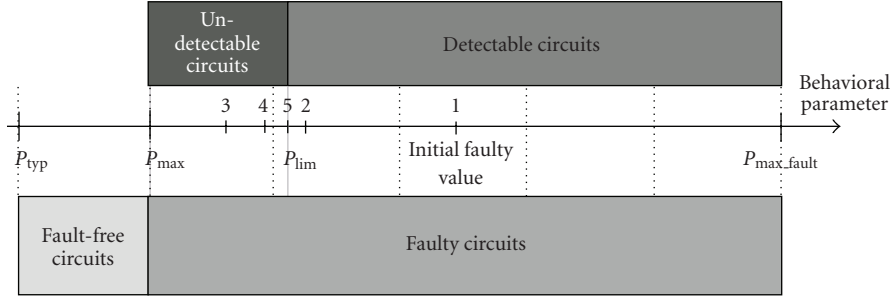 Un-
detectable
circuits
Detectable circuits
Behavioral
parameter
3 4 5 2 1
P_typ P_max P_lim Initial faulty
value P_max_fault
Fault-free
circuits
Faulty circuits